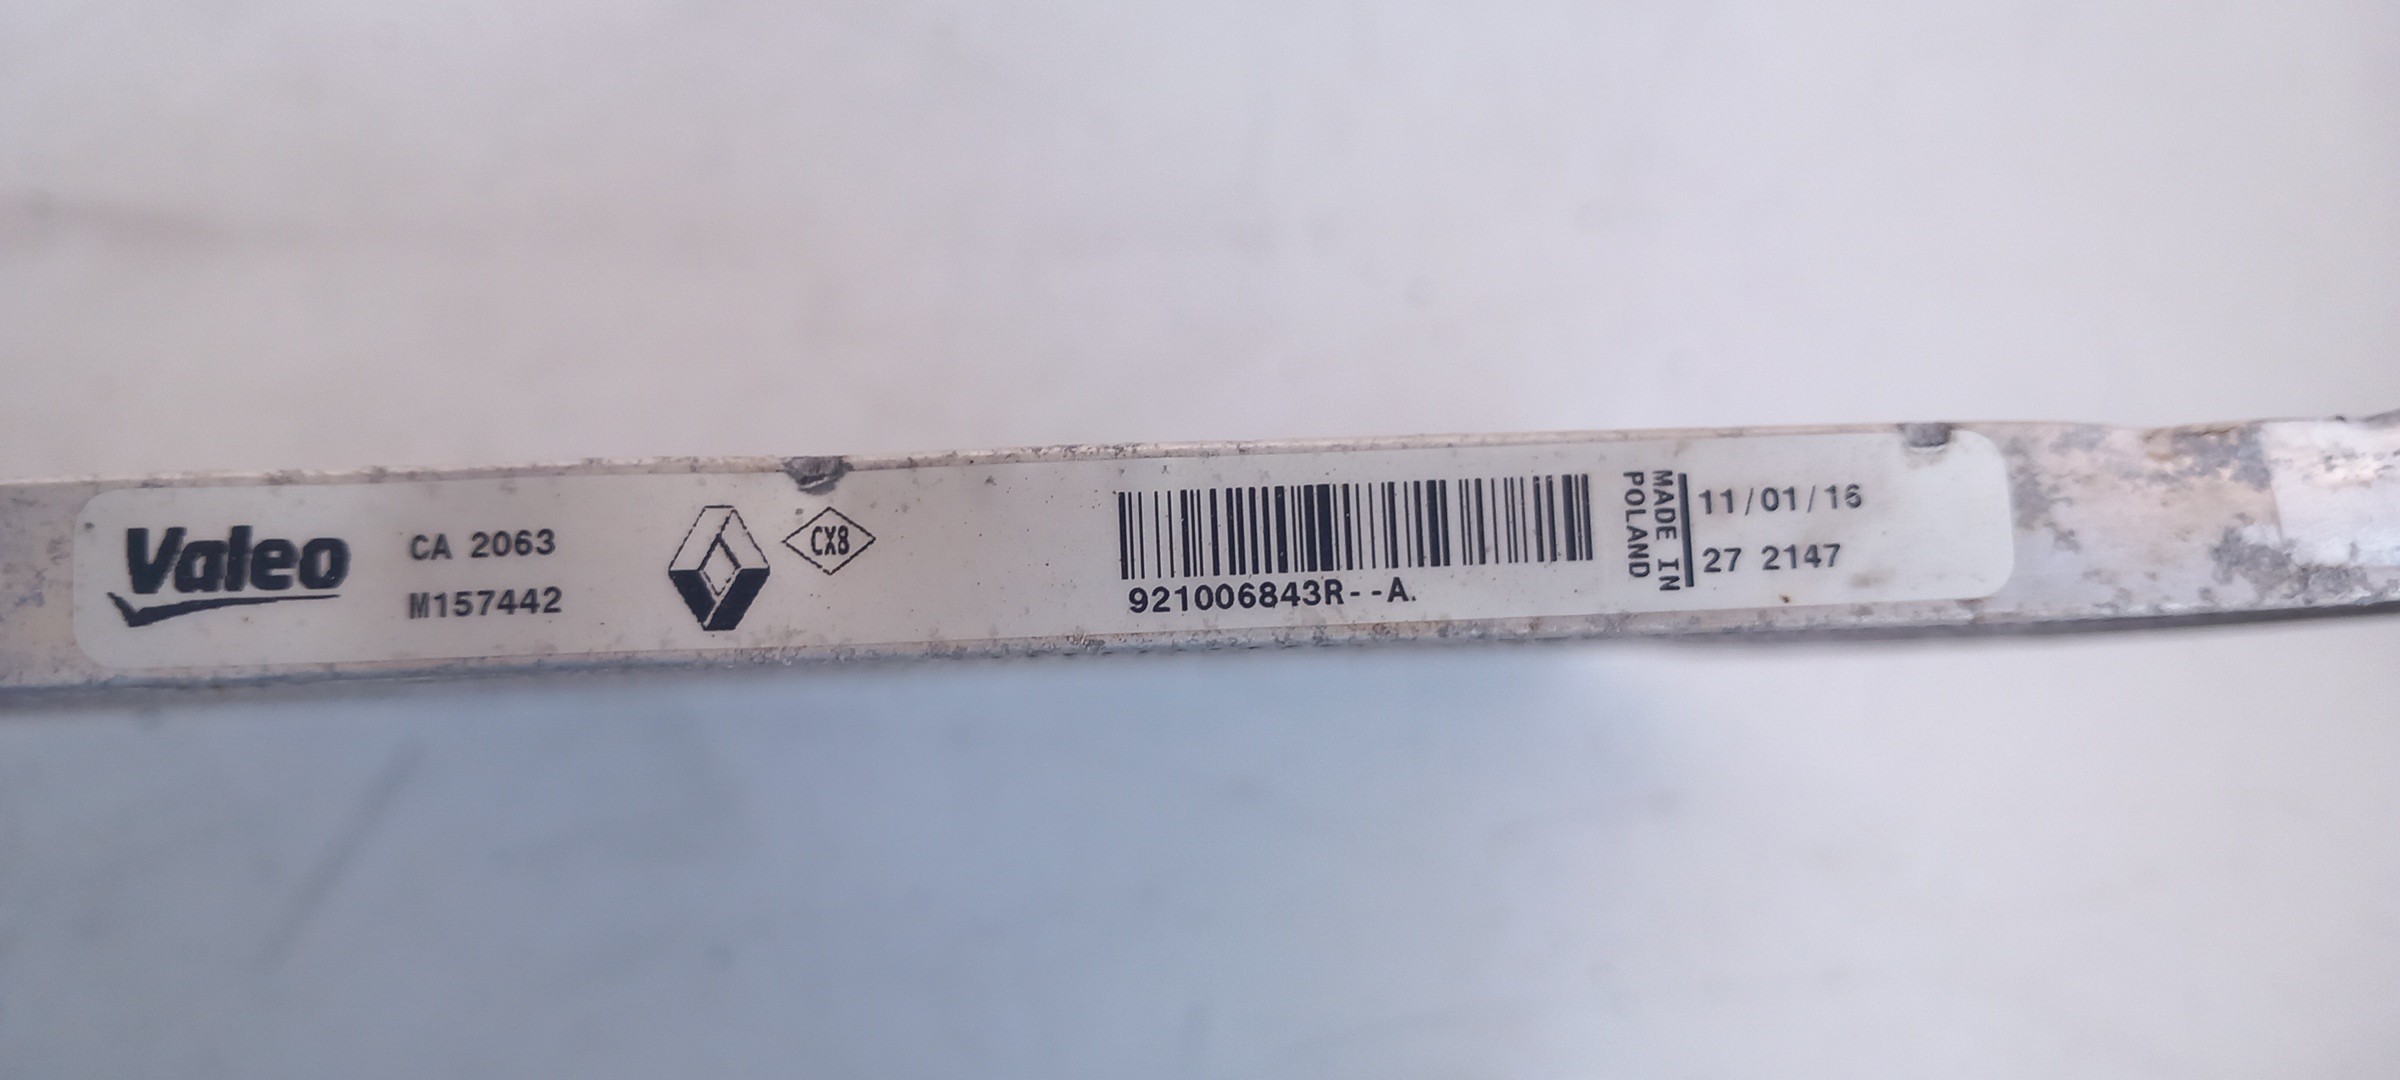 Valeo
CA 2063
M157442
CX8
921006843R--A.
MADE IN
POLAND
11/01/16
27 2147